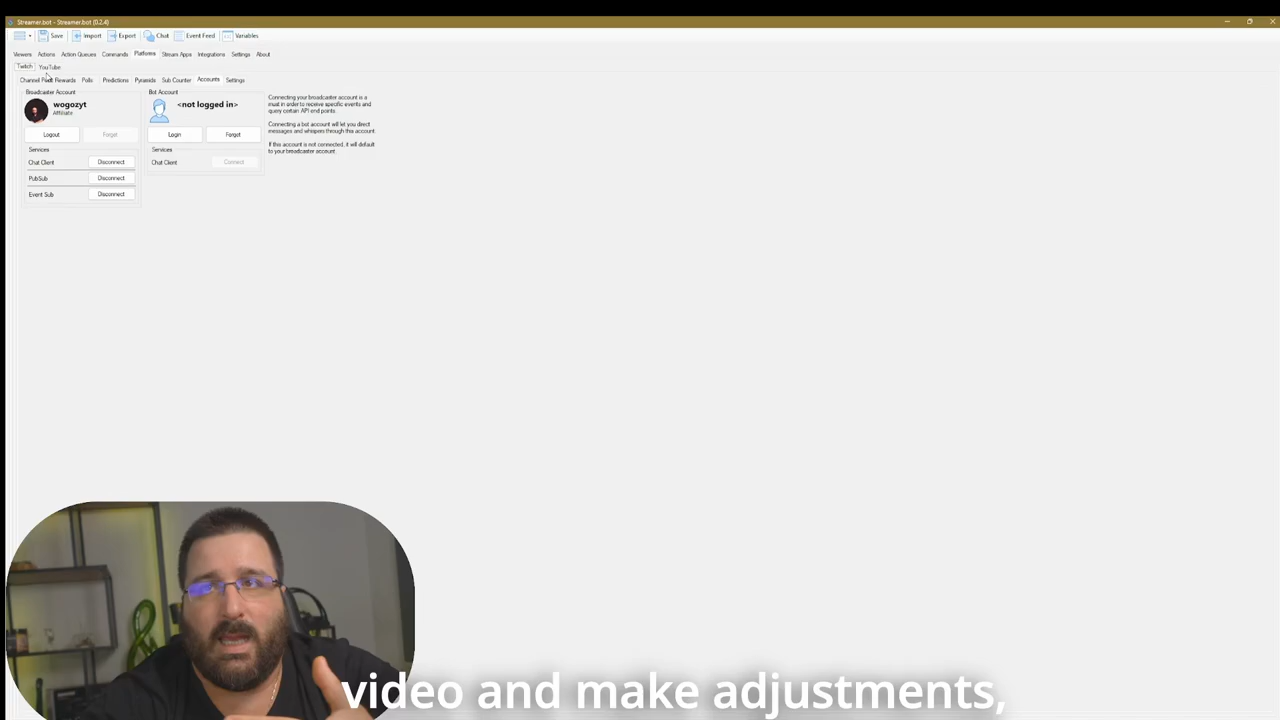 Streamer.bot - Streamer.bot (0.2.4)
Save Import Export Chat Event Feed Variables
Viewers Actions Action Queues Commands Platforms Stream Apps Integrations Settings About
Twitch YouTube
Channel Point Rewards Polls Predictions Pyramids Sub Counter Accounts Settings
Broadcaster Account
wogozyt
Affiliate
Logout Forget
Services
Chat Client Disconnect
PubSub Disconnect
Event Sub Disconnect
Bot Account
<not logged in>
Login Forget
Services
Chat Client Connect
Connecting your broadcaster account is a
must in order to receive specific events and
query certain API end points.
Connecting a bot account will let you direct
messages and whispers through this account.
If this account is not connected, it will default
to your broadcaster account.
video and make adjustments,